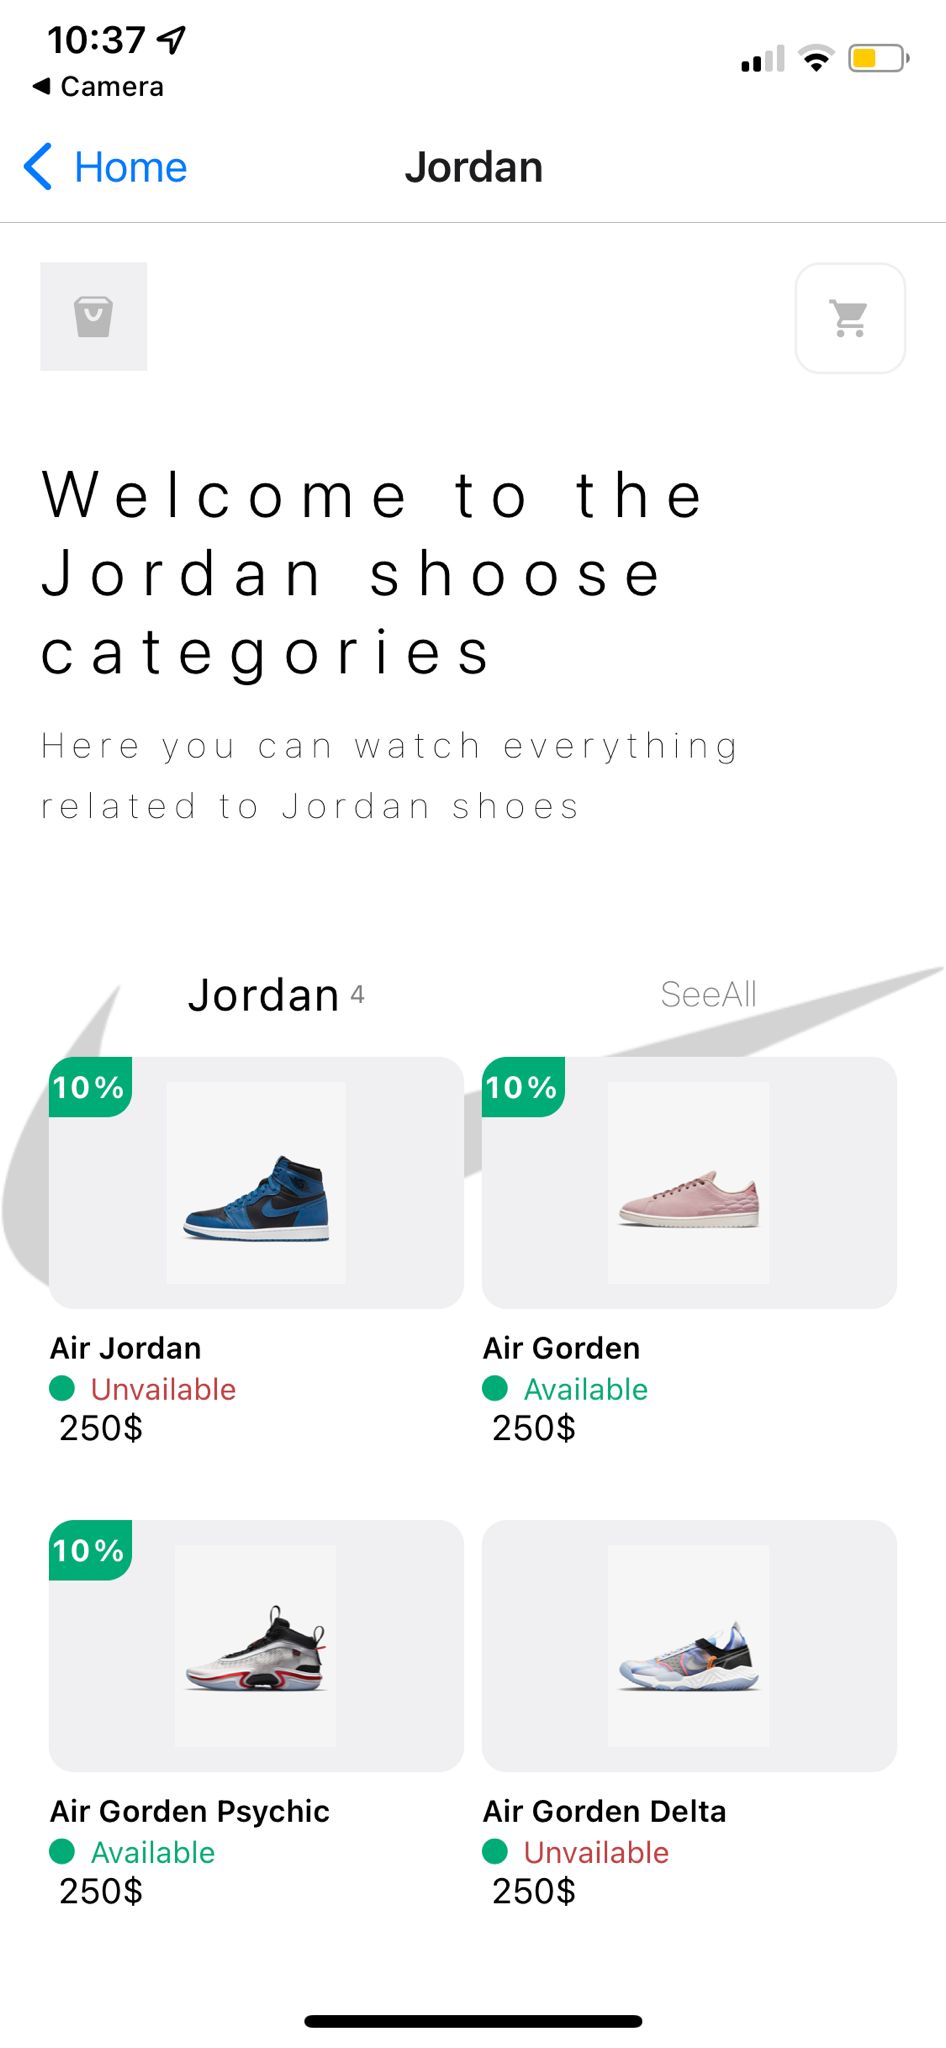 10:37
◀ Camera
Home
Jordan
Welcome to the
Jordan shoose
categories
Here you can watch everything
related to Jordan shoes
Jordan 4
SeeAll
10%
10%
Air Jordan
Unvailable
250$
Air Gorden
Available
250$
10%
Air Gorden Psychic
Available
250$
Air Gorden Delta
Unvailable
250$